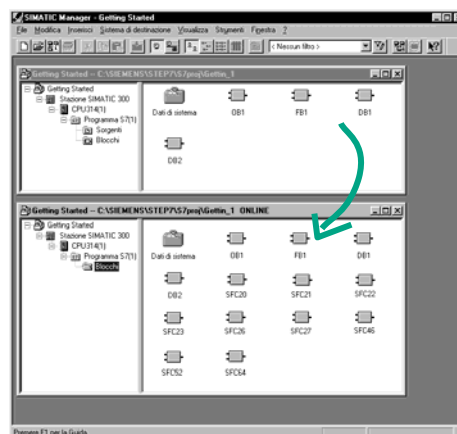 SIMATIC Manager - Getting Started
File Modifica Inserisci Sistema di destinazione Visualizza Strumenti Finestra ?
< Nessun filtro >
Getting Started -- C:\SIEMENS\STEP7\S7proj\Gettin_1
Getting Started
Stazione SIMATIC 300
CPU314(1)
Programma S7(1)
Sorgenti
Blocchi
Dati di sistema OB1 FB1 DB1
DB2
Getting Started -- C:\SIEMENS\STEP7\S7proj\Gettin_1 ONLINE
Getting Started
Stazione SIMATIC 300
CPU314(1)
Programma S7(1)
Blocchi
Dati di sistema OB1 FB1 DB1
DB2 SFC20 SFC21 SFC22
SFC23 SFC26 SFC27 SFC46
SFC52 SFC64
Premere F1 per la Guida.